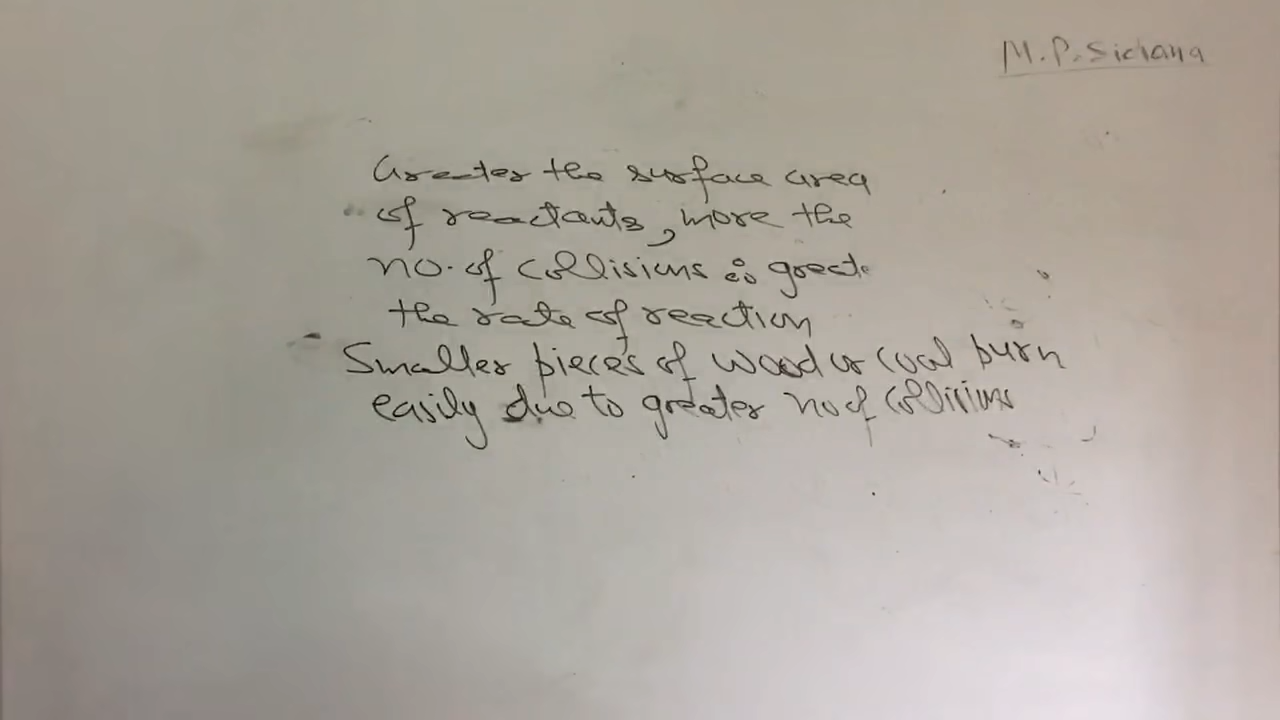 M.P.Sidana
Greater the surface area
of reactants, more the
no. of collisions ∴ greate
the rate of reaction
Smaller pieces of wood or coal burn
easily due to greater no of collisions